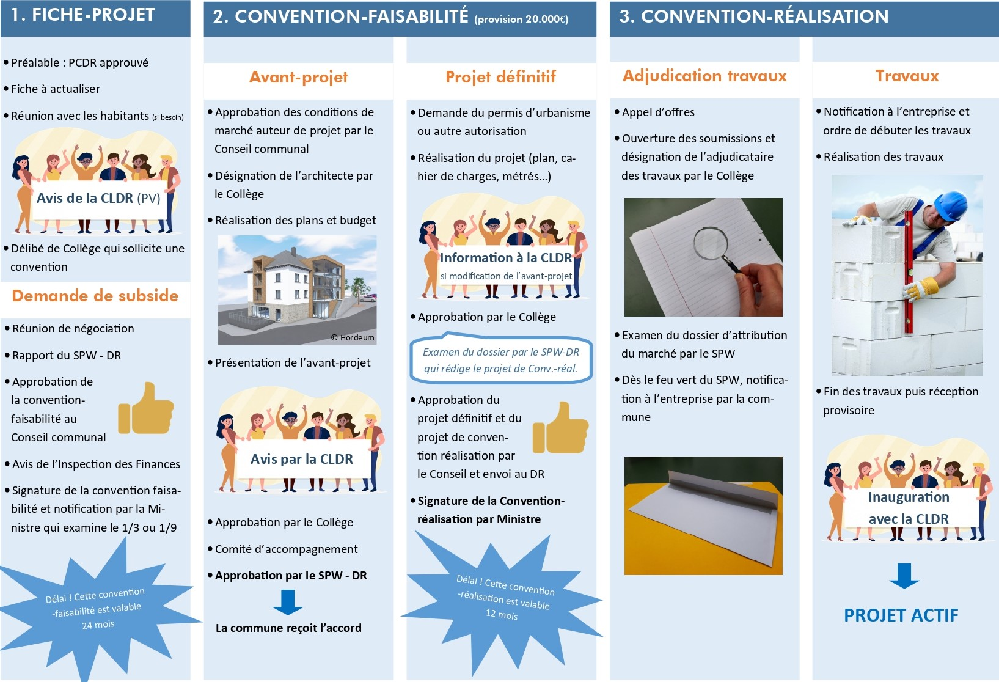 1. FICHE-PROJET
• Préalable : PCDR approuvé
• Fiche à actualiser
• Réunion avec les habitants (si besoin)
Avis de la CLDR (PV)
• Délibé de Collège qui sollicite une
convention
Demande de subside
• Réunion de négociation
• Rapport du SPW - DR
• Approbation de
la convention-
faisabilité au
Conseil communal
• Avis de l’Inspection des Finances
• Signature de la convention faisa-
bilité et notification par la Mi-
nistre qui examine le 1/3 ou 1/9
Délai ! Cette convention
-faisabilité est valable
24 mois
2. CONVENTION-FAISABILITÉ (provision 20.000€)
Avant-projet
• Approbation des conditions de
marché auteur de projet par le
Conseil communal
• Désignation de l’architecte par
le Collège
• Réalisation des plans et budget
© Hordeum
• Présentation de l’avant-projet
Avis par la CLDR
• Approbation par le Collège
• Comité d’accompagnement
• Approbation par le SPW - DR
La commune reçoit l’accord
Projet définitif
• Demande du permis d’urbanisme
ou autre autorisation
• Réalisation du projet (plan, ca-
hier de charges, métrés...)
Information à la CLDR
si modification de l’avant-projet
• Approbation par le Collège
Examen du dossier par le SPW-DR
qui rédige le projet de Conv.-réal.
• Approbation du
projet définitif et du
projet de conven-
tion réalisation par
le Conseil et envoi au DR
• Signature de la Convention-
réalisation par Ministre
Délai ! Cette convention
-réalisation est valable
12 mois
3. CONVENTION-RÉALISATION
Adjudication travaux
• Appel d’offres
• Ouverture des soumissions et
désignation de l’adjudicataire
des travaux par le Collège
• Examen du dossier d’attribution
du marché par le SPW
• Dès le feu vert du SPW, notifica-
tion à l’entreprise par la com-
mune
Travaux
• Notification à l’entreprise et
ordre de débuter les travaux
• Réalisation des travaux
• Fin des travaux puis réception
provisoire
Inauguration
avec la CLDR
PROJET ACTIF